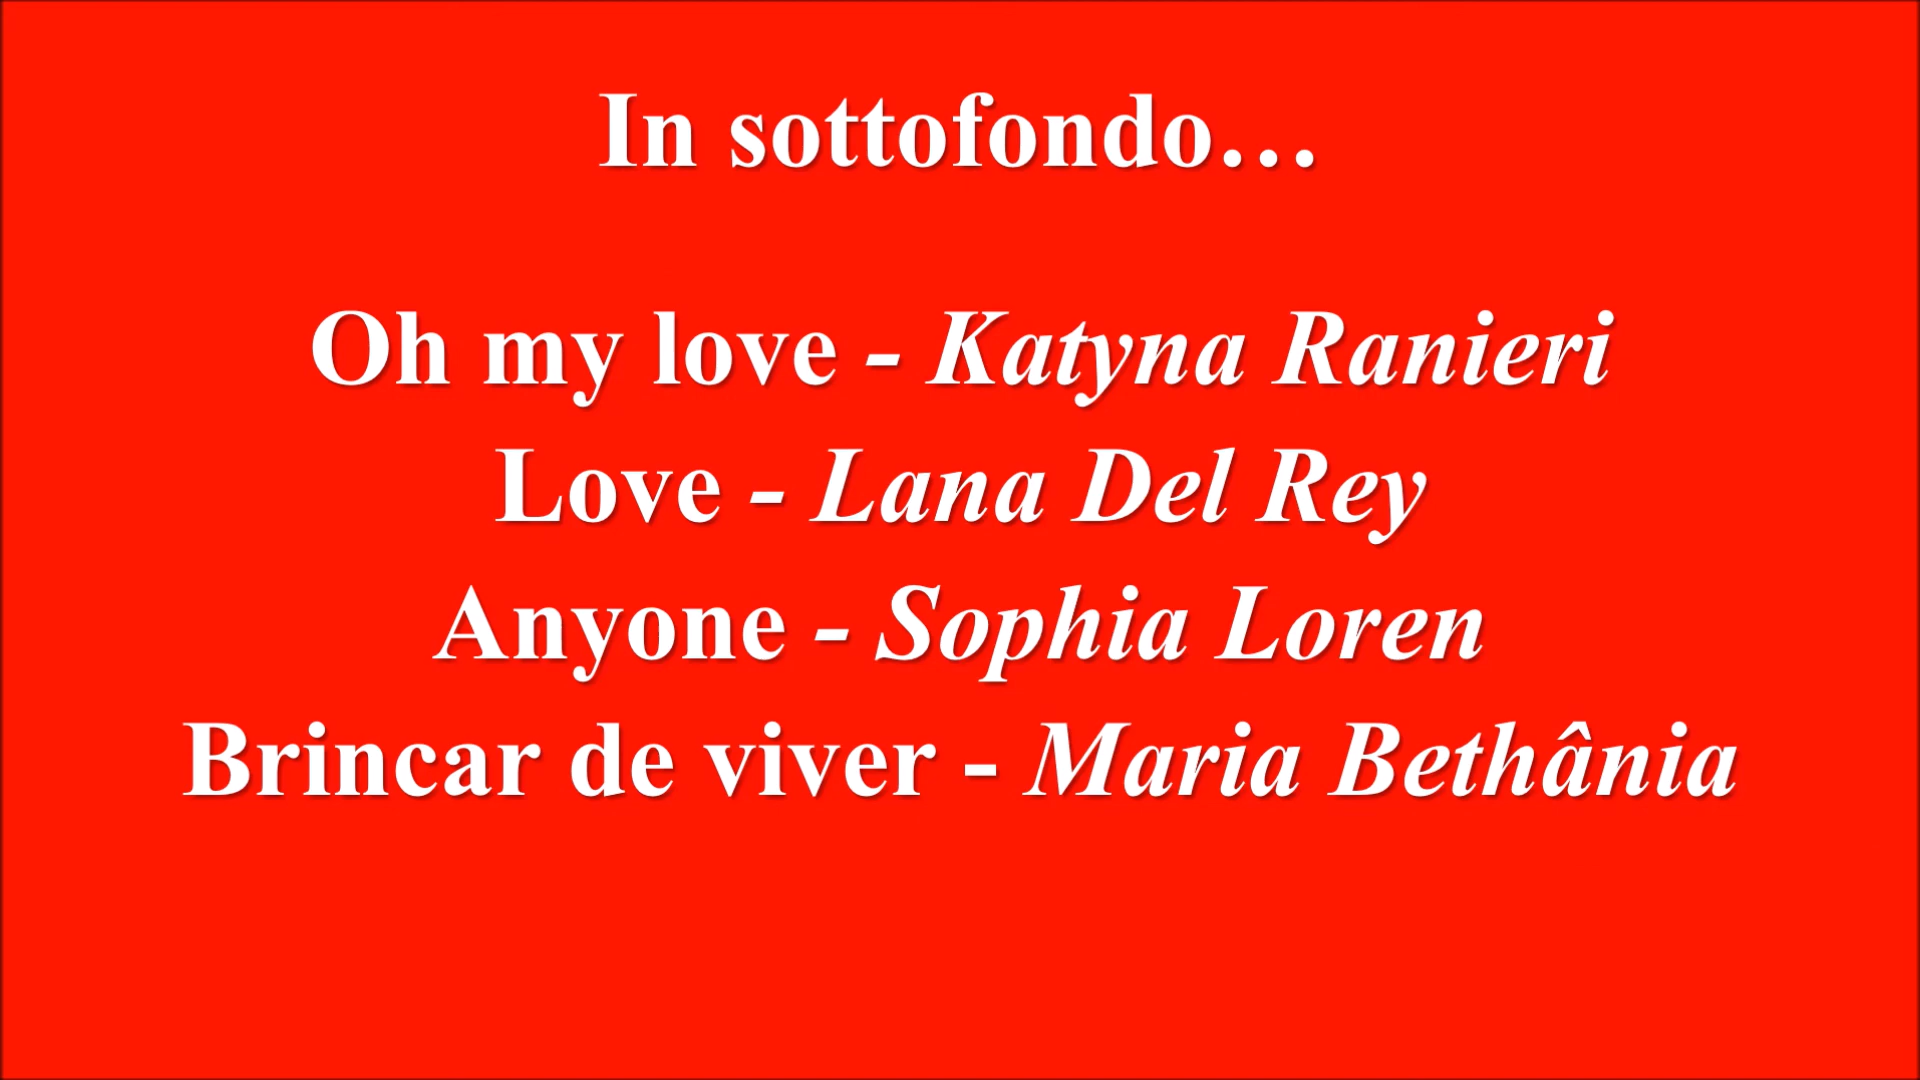 In sottofondo…
Oh my love - Katyna Ranieri
Love - Lana Del Rey
Anyone - Sophia Loren
Brincar de viver - Maria Bethânia